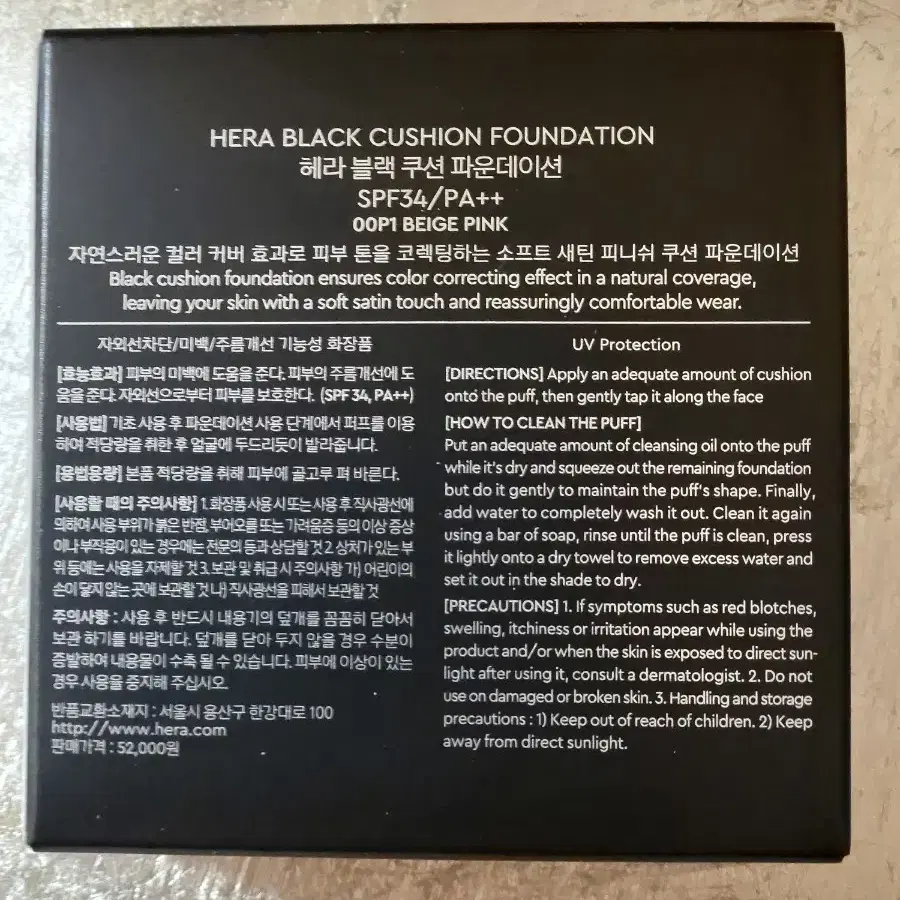 HERA BLACK CUSHION FOUNDATION
헤라 블랙 쿠션 파운데이션
SPF34/PA++
00P1 BEIGE PINK
자연스러운 컬러 커버 효과로 피부 톤을 코렉팅하는 소프트 새틴 피니쉬 쿠션 파운데이션
Black cushion foundation ensures color correcting effect in a natural coverage,
leaving your skin with a soft satin touch and reassuringly comfortable wear.
자외선차단/미백/주름개선 기능성 화장품
[효능효과] 피부의 미백에 도움을 준다. 피부의 주름개선에 도
움을 준다. 자외선으로부터 피부를 보호한다. (SPF 34, PA++)
[사용법] 기초 사용 후 파운데이션 사용 단계에서 퍼프를 이용
하여 적당량을 취한 후 얼굴에 두드리듯이 발라줍니다.
[용법용량] 본품 적당량을 취해 피부에 골고루 펴 바른다.
[사용할 때의 주의사항] 1. 화장품 사용 시 또는 사용 후 직사광선에
의하여 사용 부위가 붉은 반점, 부어오름 또는 가려움증 등의 이상 증상
이나 부작용이 있는 경우에는 전문의 등과 상담할 것 2. 상처가 있는 부
위 등에는 사용을 자제할 것 3. 보관 및 취급 시 주의사항 가) 어린이의
손이 닿지 않는 곳에 보관할 것 나) 직사광선을 피해서 보관할 것
주의사항 : 사용 후 반드시 내용기의 덮개를 꼼꼼히 닫아서
보관 하기를 바랍니다. 덮개를 닫아 두지 않을 경우 수분이
증발하여 내용물이 수축 될 수 있습니다. 피부에 이상이 있는
경우 사용을 중지해 주십시오.
반품교환소재지 : 서울시 용산구 한강대로 100
http://www.hera.com
판매가격 : 52,000원
UV Protection
[DIRECTIONS] Apply an adequate amount of cushion
onto the puff, then gently tap it along the face
[HOW TO CLEAN THE PUFF]
Put an adequate amount of cleansing oil onto the puff
while it's dry and squeeze out the remaining foundation
but do it gently to maintain the puff's shape. Finally,
add water to completely wash it out. Clean it again
using a bar of soap, rinse until the puff is clean, press
it lightly onto a dry towel to remove excess water and
set it out in the shade to dry.
[PRECAUTIONS] 1. If symptoms such as red blotches,
swelling, itchiness or irritation appear while using the
product and/or when the skin is exposed to direct sun-
light after using it, consult a dermatologist. 2. Do not
use on damaged or broken skin. 3. Handling and storage
precautions : 1) Keep out of reach of children. 2) Keep
away from direct sunlight.